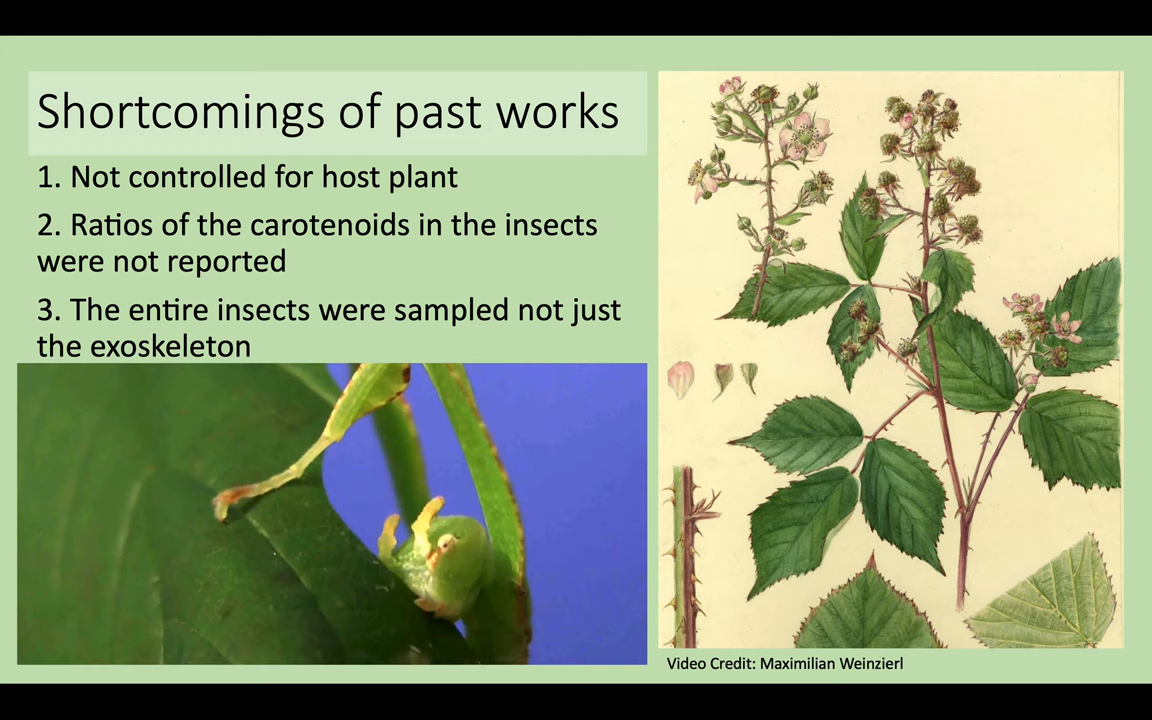 Shortcomings of past works
1. Not controlled for host plant
2. Ratios of the carotenoids in the insects
were not reported
3. The entire insects were sampled not just
the exoskeleton
Video Credit: Maximilian Weinzierl